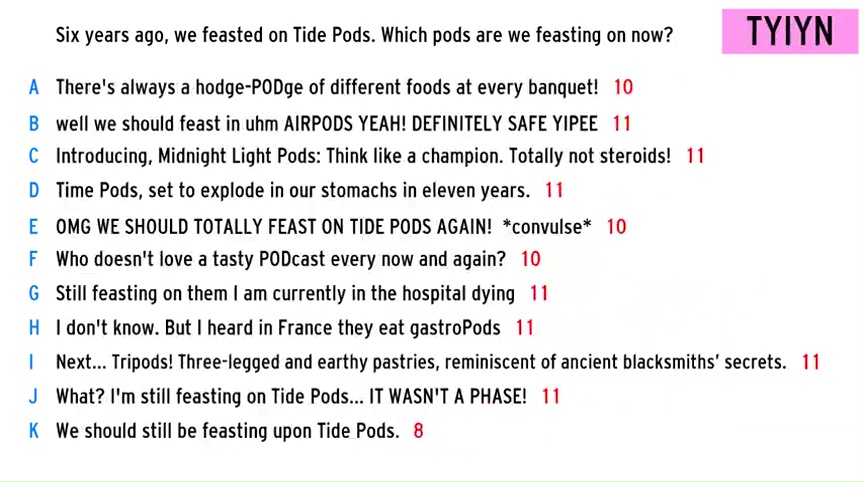 Six years ago, we feasted on Tide Pods. Which pods are we feasting on now?
TYIYN
A There's always a hodge-PODge of different foods at every banquet! 10
B well we should feast in uhm AIRPODS YEAH! DEFINITELY SAFE YIPEE 11
C Introducing, Midnight Light Pods: Think like a champion. Totally not steroids! 11
D Time Pods, set to explode in our stomachs in eleven years. 11
E OMG WE SHOULD TOTALLY FEAST ON TIDE PODS AGAIN! *convulse* 10
F Who doesn't love a tasty PODcast every now and again? 10
G Still feasting on them I am currently in the hospital dying 11
H I don't know. But I heard in France they eat gastroPods 11
I Next... Tripods! Three-legged and earthy pastries, reminiscent of ancient blacksmiths’ secrets. 11
J What? I'm still feasting on Tide Pods... IT WASN'T A PHASE! 11
K We should still be feasting upon Tide Pods. 8